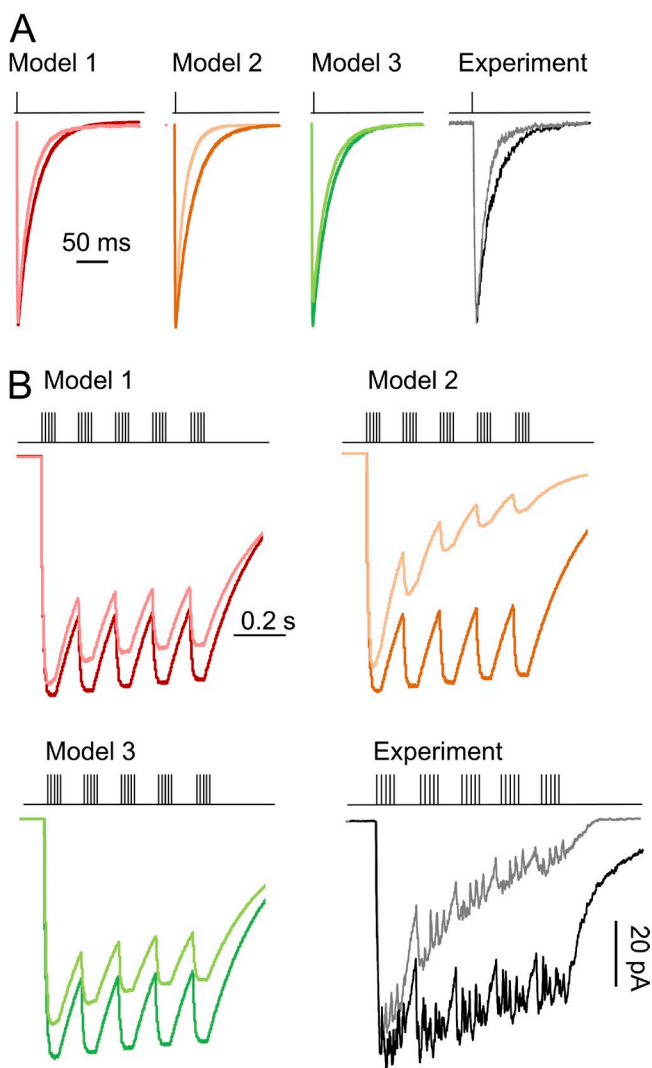 A
Model 1 Model 2 Model 3 Experiment
50 ms
B
Model 1 Model 2
0.2 s
Model 3 Experiment
20 pA